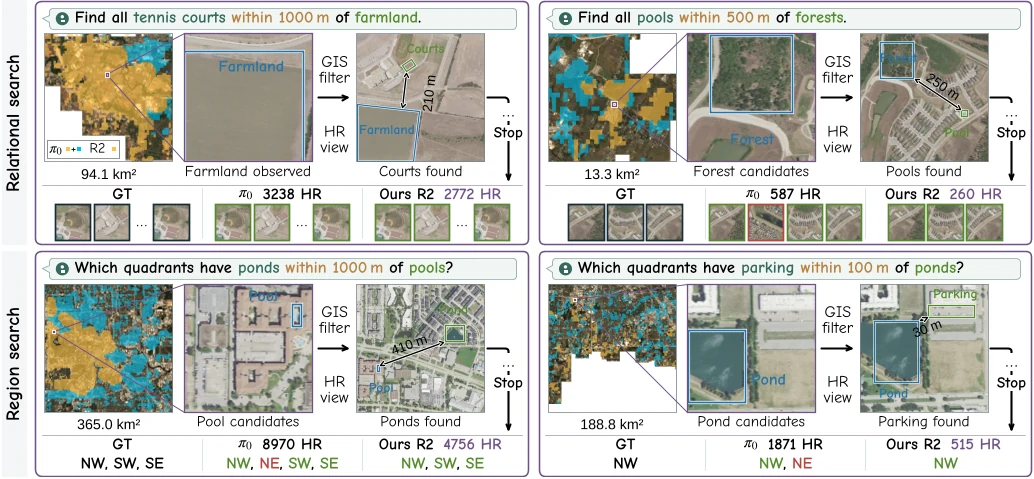 Relational search
Find all tennis courts within 1000 m of farmland.
π0 + R2
94.1 km²
Farmland
Farmland observed
GIS filter
HR view
Courts
210 m
Farmland
Courts found
...
Stop
GT
π0 3238 HR
Ours R2 2772 HR
...
...
...
Find all pools within 500 m of forests.
13.3 km²
Forest
Forest candidates
GIS filter
HR view
250 m
Pool
Pools found
...
Stop
GT
π0 587 HR
Ours R2 260 HR
Region search
Which quadrants have ponds within 1000 m of pools?
365.0 km²
Pool
Pool candidates
GIS filter
HR view
410 m
Pool
Ponds found
...
Stop
GT
π0 8970 HR
Ours R2 4756 HR
NW, SW, SE
NW, NE, SW, SE
NW, SW, SE
Which quadrants have parking within 100 m of ponds?
188.8 km²
Pond
Pond candidates
GIS filter
HR view
Parking
30 m
Pond
Parking found
...
Stop
GT
π0 1871 HR
Ours R2 515 HR
NW
NW, NE
NW